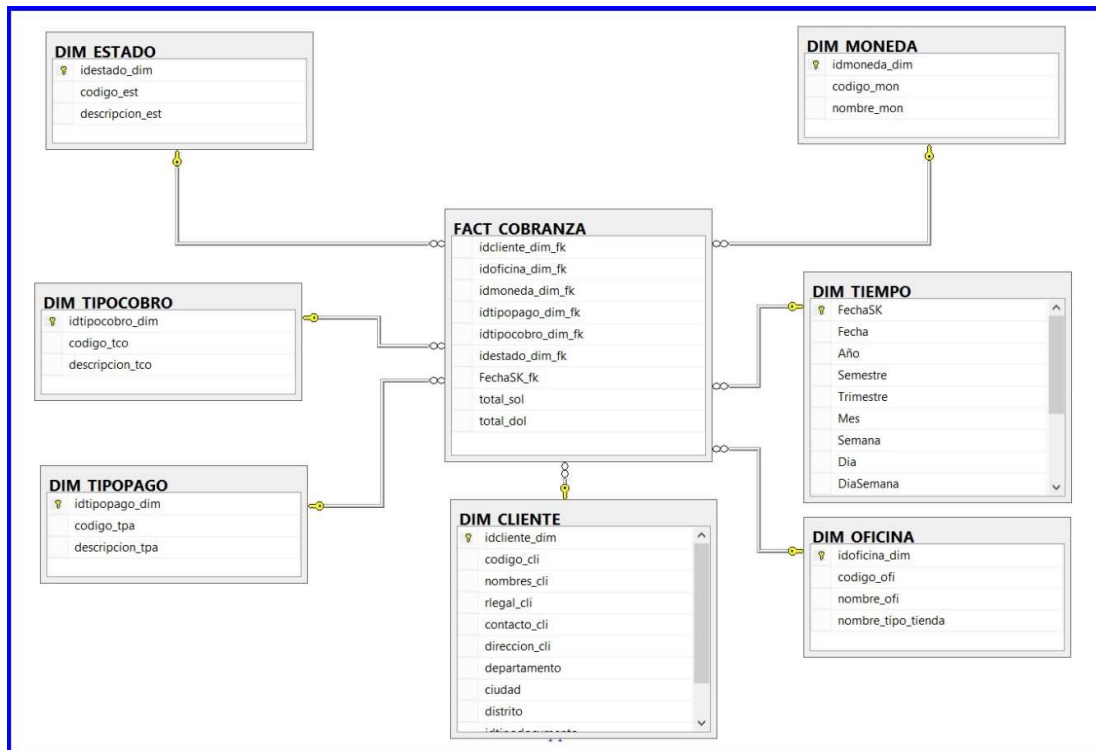 DIM ESTADO
idestado_dim
codigo_est
descripcion_est
DIM MONEDA
idmoneda_dim
codigo_mon
nombre_mon
FACT COBRANZA
idcliente_dim_fk
idoficina_dim_fk
idmoneda_dim_fk
idtipopago_dim_fk
idtipocobro_dim_fk
idestado_dim_fk
FechaSK_fk
total_sol
total_dol
DIM TIPOCOBRO
idtipocobro_dim
codigo_tco
descripcion_tco
DIM TIEMPO
FechaSK
Fecha
Año
Semestre
Trimestre
Mes
Semana
Dia
DiaSemana
DIM TIPOPAGO
idtipopago_dim
codigo_tpa
descripcion_tpa
DIM CLIENTE
idcliente_dim
codigo_cli
nombres_cli
rlegal_cli
contacto_cli
direccion_cli
departamento
ciudad
distrito
DIM OFICINA
idoficina_dim
codigo_ofi
nombre_ofi
nombre_tipo_tienda